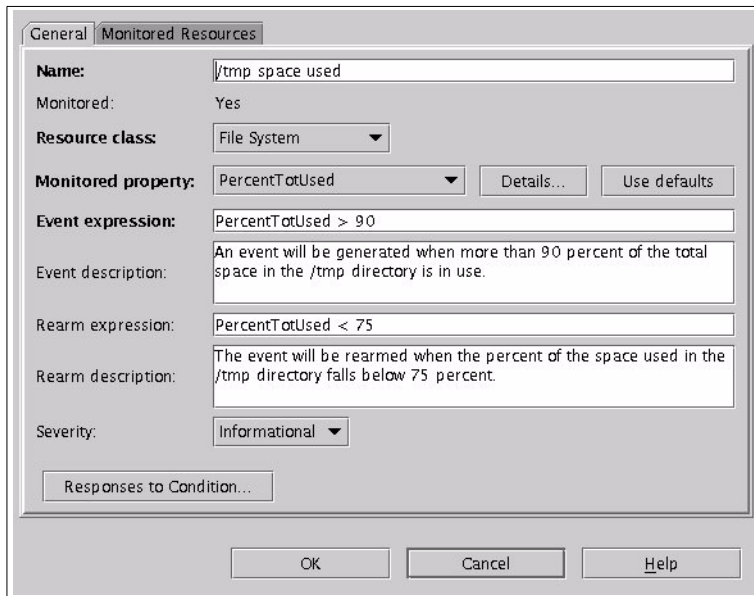 General Monitored Resources
Name: /tmp space used
Monitored: Yes
Resource class: File System
Monitored property: PercentTotUsed Details... Use defaults
Event expression: PercentTotUsed > 90
Event description: An event will be generated when more than 90 percent of the total
space in the /tmp directory is in use.
Rearm expression: PercentTotUsed < 75
Rearm description: The event will be rearmed when the percent of the space used in the
/tmp directory falls below 75 percent.
Severity: Informational
Responses to Condition...
OK Cancel Help